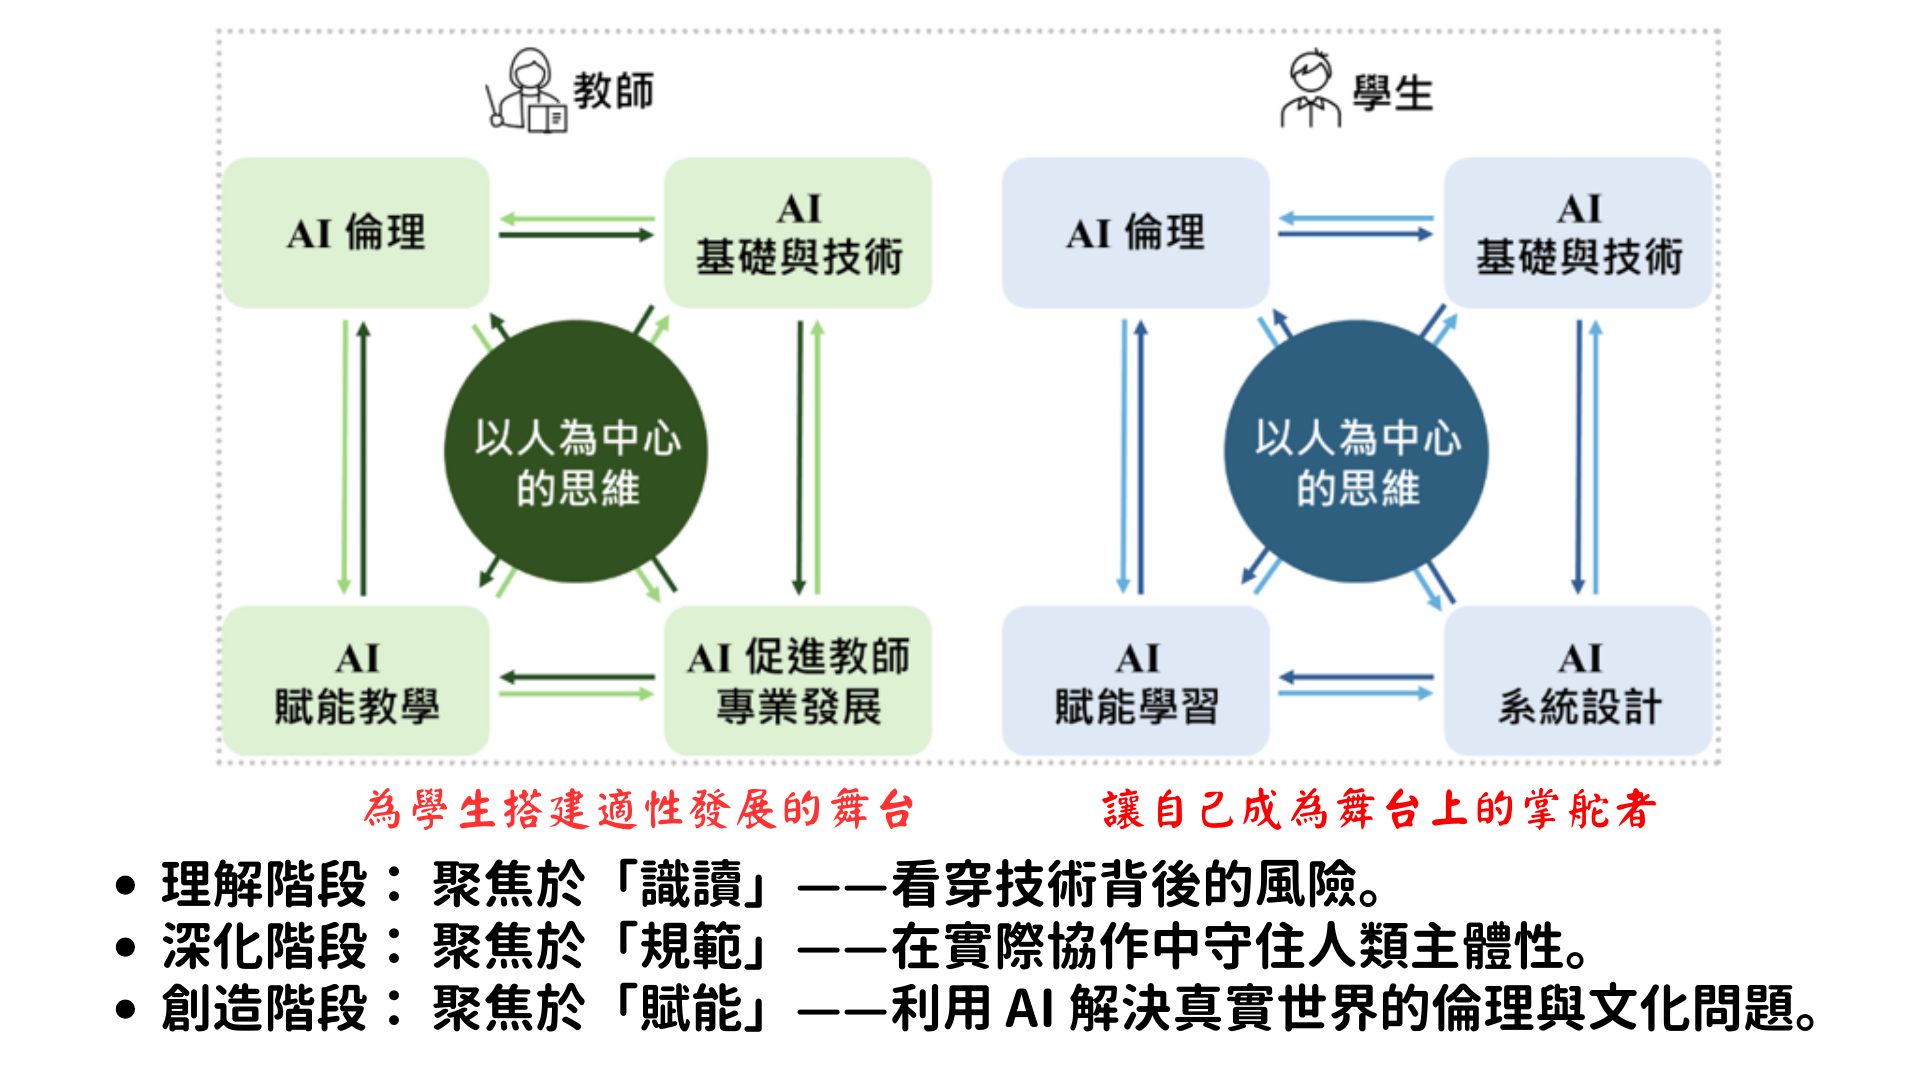 教師
AI 倫理
AI
基礎與技術
以人為中心
的思維
AI
賦能教學
AI 促進教師
專業發展
學生
AI 倫理
AI
基礎與技術
以人為中心
的思維
AI
賦能學習
AI
系統設計
為學生搭建適性發展的舞台
讓自己成為舞台上的掌舵者
• 理解階段：聚焦於「識讀」——看穿技術背後的風險。
• 深化階段：聚焦於「規範」——在實際協作中守住人類主體性。
• 創造階段：聚焦於「賦能」——利用 AI 解決真實世界的倫理與文化問題。